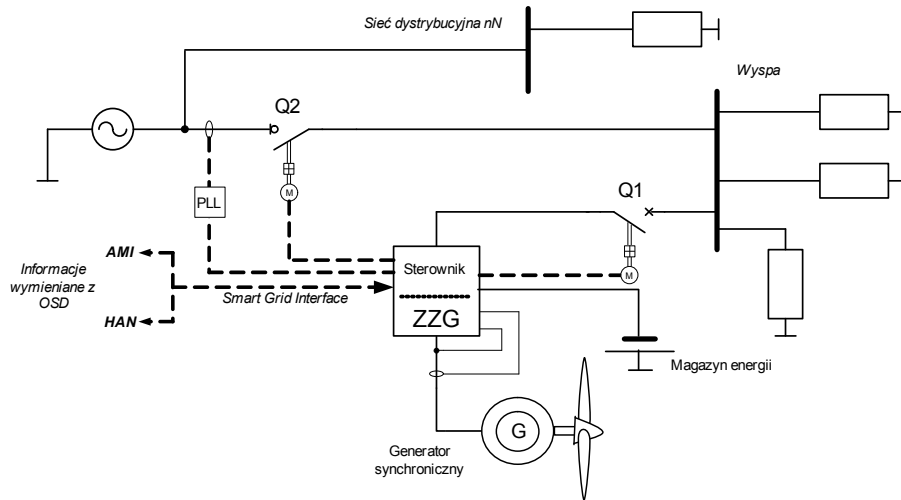 Sieć dystrybucyjna nN
Wyspa
Q2
M
PLL
Q1
M
AMI
Informacje
wymieniane z
OSD
HAN
Smart Grid Interface
Sterownik
ZZG
Magazyn energii
G
Generator
synchroniczny